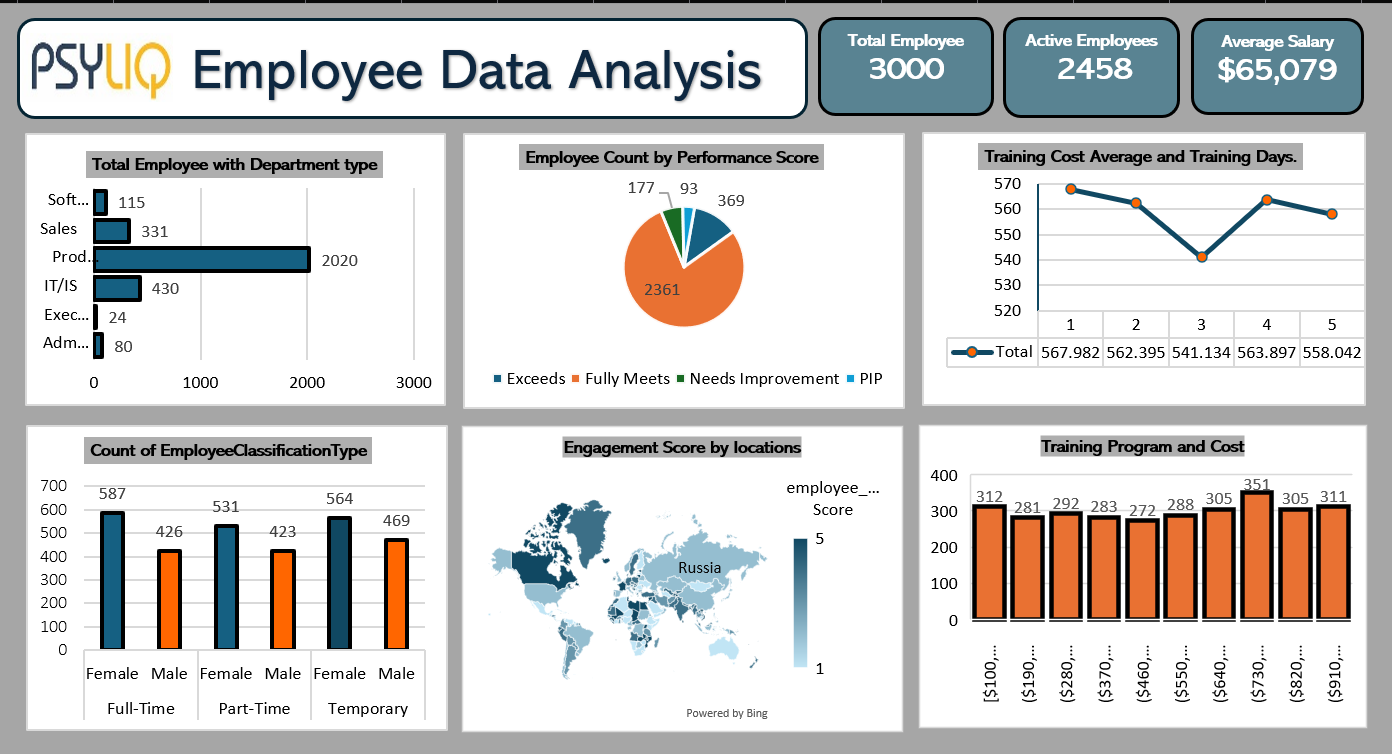 PSYLIQ
Employee Data Analysis
Total Employee
3000
Active Employees
2458
Average Salary
$65,079
Total Employee with Department type
Soft...
115
Sales
331
Prod...
2020
IT/IS
430
Exec...
24
Adm...
80
0 1000 2000 3000
Employee Count by Performance Score
177 93
369
2361
Exceeds Fully Meets Needs Improvement PIP
Training Cost Average and Training Days.
570
560
550
540
530
520
1 2 3 4 5
Total 567.982 562.395 541.134 563.897 558.042
Count of EmployeeClassificationType
700
600
500
400
300
200
100
0
587 426 531 423 564 469
Female Male Female Male Female Male
Full-Time Part-Time Temporary
Engagement Score by locations
employee_...
Score
5
1
Russia
Powered by Bing
Training Program and Cost
400
300
200
100
0
312 281 292 283 272 288 305 351 305 311
[$100,...
($190,...
($280,...
($370,...
($460,...
($550,...
($640,...
($730,...
($820,...
($910,...